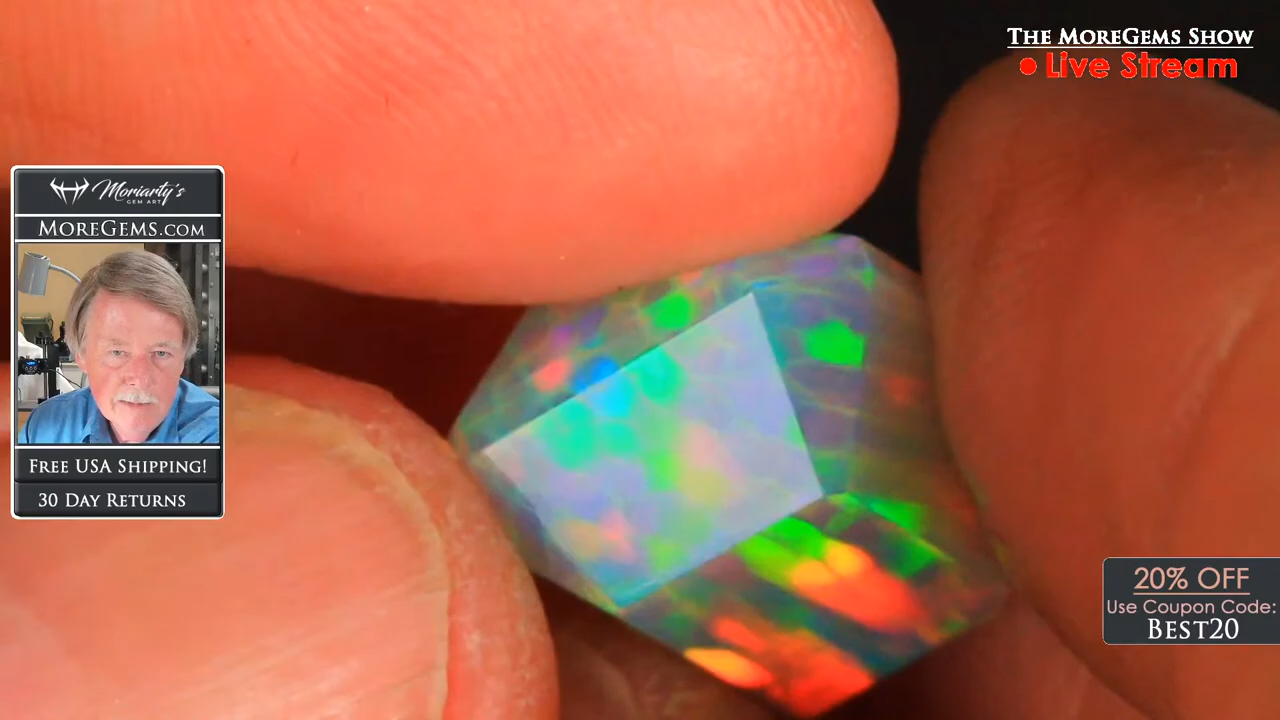 The MoreGems Show
Live Stream
Moriarty's
GEM ART
MoreGems.com
Free USA Shipping!
30 Day Returns
20% OFF
Use Coupon Code:
Best20